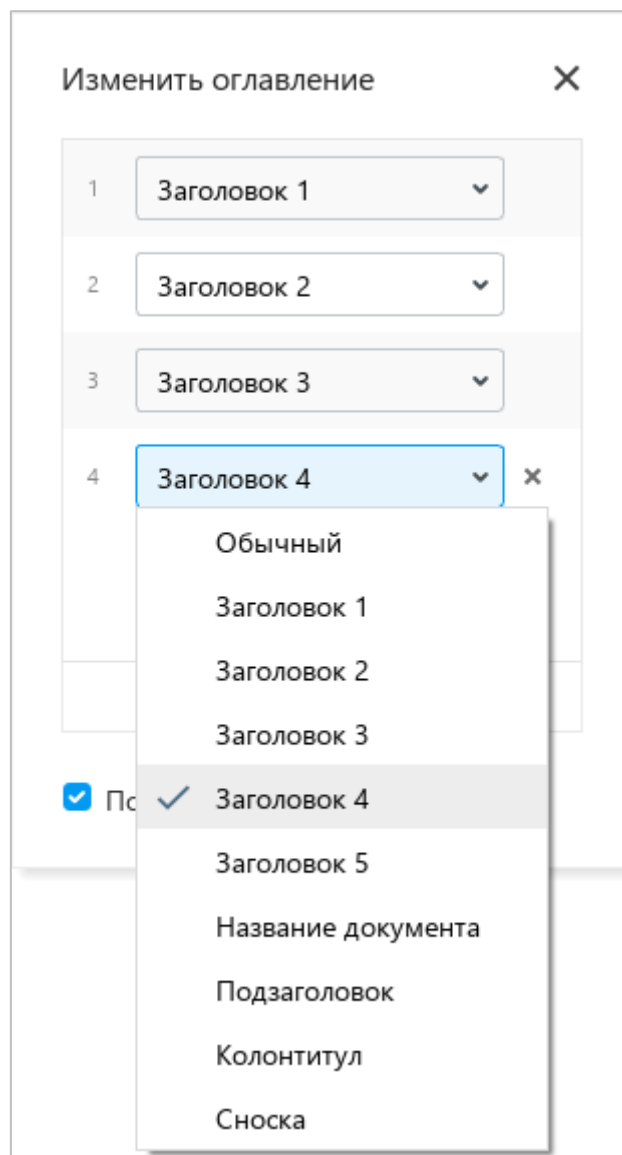 Изменить оглавление
1 Заголовок 1
2 Заголовок 2
3 Заголовок 3
4 Заголовок 4
Обычный
Заголовок 1
Заголовок 2
Заголовок 3
Заголовок 4
Заголовок 5
Название документа
Подзаголовок
Колонтитул
Сноска